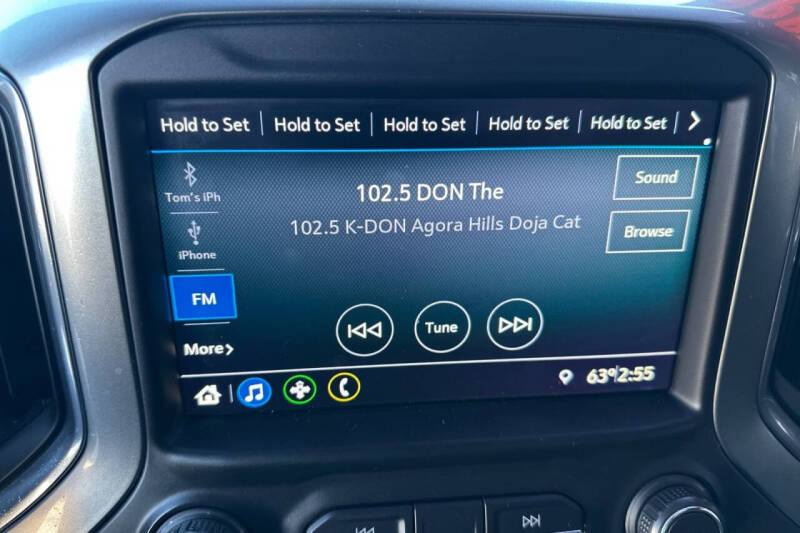 Hold to Set Hold to Set Hold to Set Hold to Set Hold to Set
Tom's iPh
102.5 DON The
Sound
102.5 K-DON Agora Hills Doja Cat
Browse
iPhone
FM
Tune
More
63° 2:55